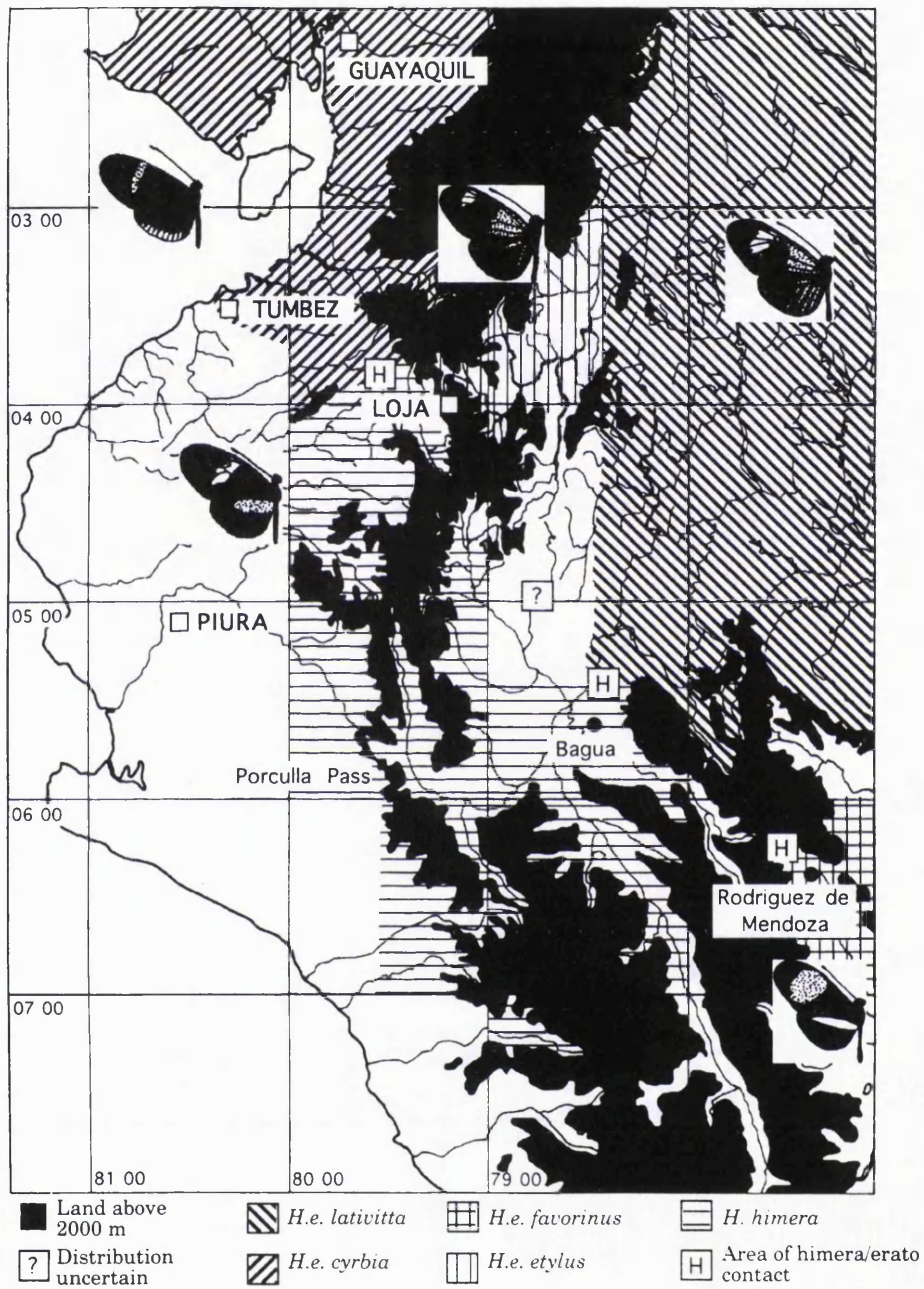 GUAYAQUIL
03 00
TUMBEZ
H
04 00
LOJA
?
05 00
PIURA
H
Bagua
Porculla Pass
06 00
H
Rodriguez de
Mendoza
07 00
81 00
80 00
79 00
Land above
2000 m
H.e. lativitta
H.e. favorinus
H. himera
? Distribution
uncertain
H.e. cyrbia
H.e. etylus
H Area of himera/erato
contact